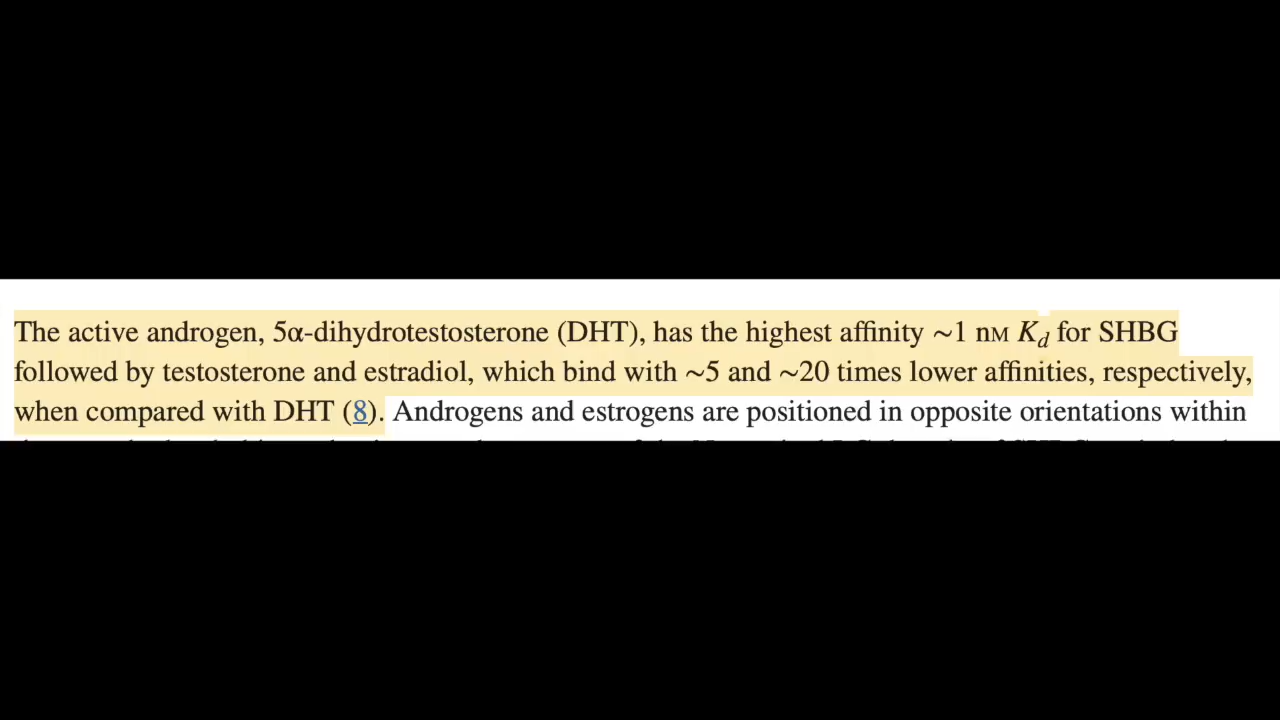 The active androgen, 5α-dihydrotestosterone (DHT), has the highest affinity ~1 nM Kd for SHBG
followed by testosterone and estradiol, which bind with ~5 and ~20 times lower affinities, respectively,
when compared with DHT (8). Androgens and estrogens are positioned in opposite orientations within